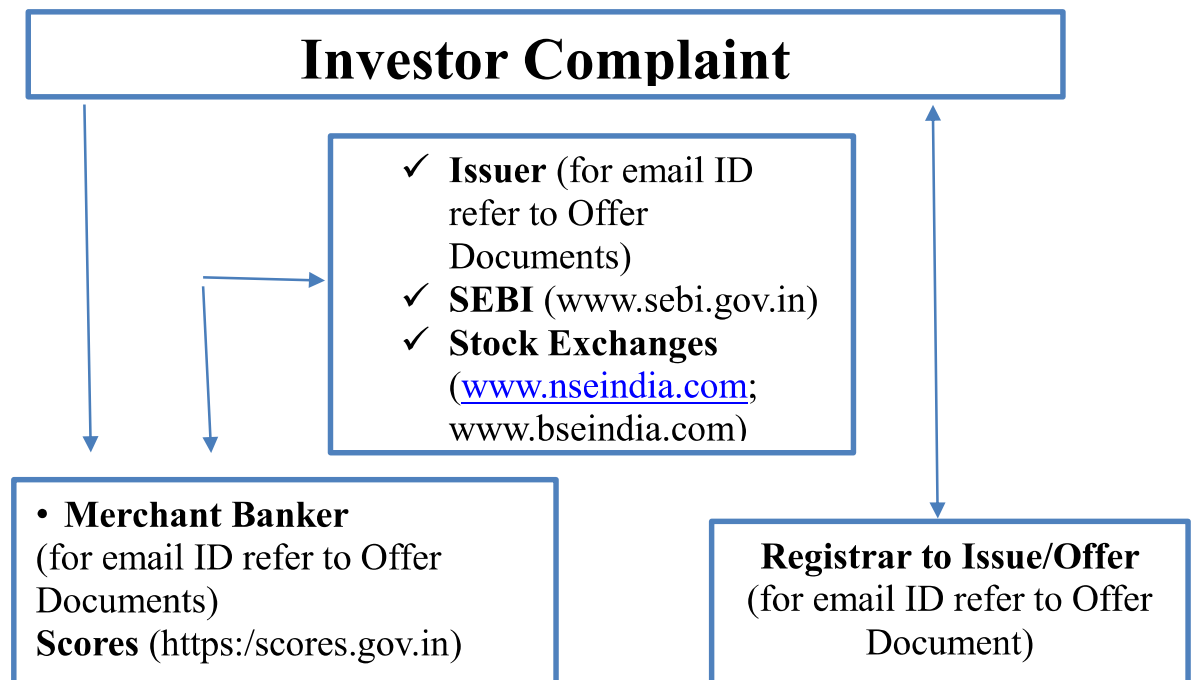 Investor Complaint
✓ Issuer (for email ID
refer to Offer
Documents)
✓ SEBI (www.sebi.gov.in)
✓ Stock Exchanges
(www.nseindia.com;
www.bseindia.com)
• Merchant Banker
(for email ID refer to Offer
Documents)
Scores (https:/scores.gov.in)
Registrar to Issue/Offer
(for email ID refer to Offer
Document)